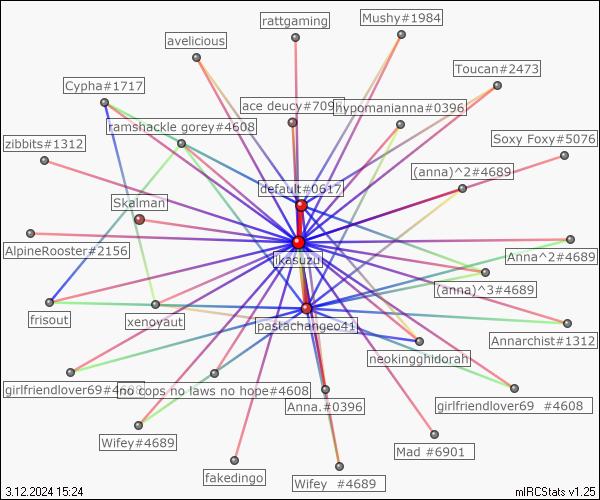 rattgaming
Mushy#1984
avelicious
Toucan#2473
Cypha#1717
ace deucy#709
hypomanianna#0396
ramshackle gorey#4608
Soxy Foxy#5076
zibbits#1312
(anna)^2#4689
default#0617
Skalman
AlpineRooster#2156
ikasuzu
Anna^2#4689
(anna)^3#4689
frisout
xenoyaut
pastachangeo41
Annarchist#1312
neokingghidorah
girlfriendlover69#4
no cops no laws no hope#4608
Anna.#0396
girlfriendlover69 #4608
Wifey#4689
Mad #6901
fakedingo
Wifey #4689
3.12.2024 15:24
mIRCStats v1.25